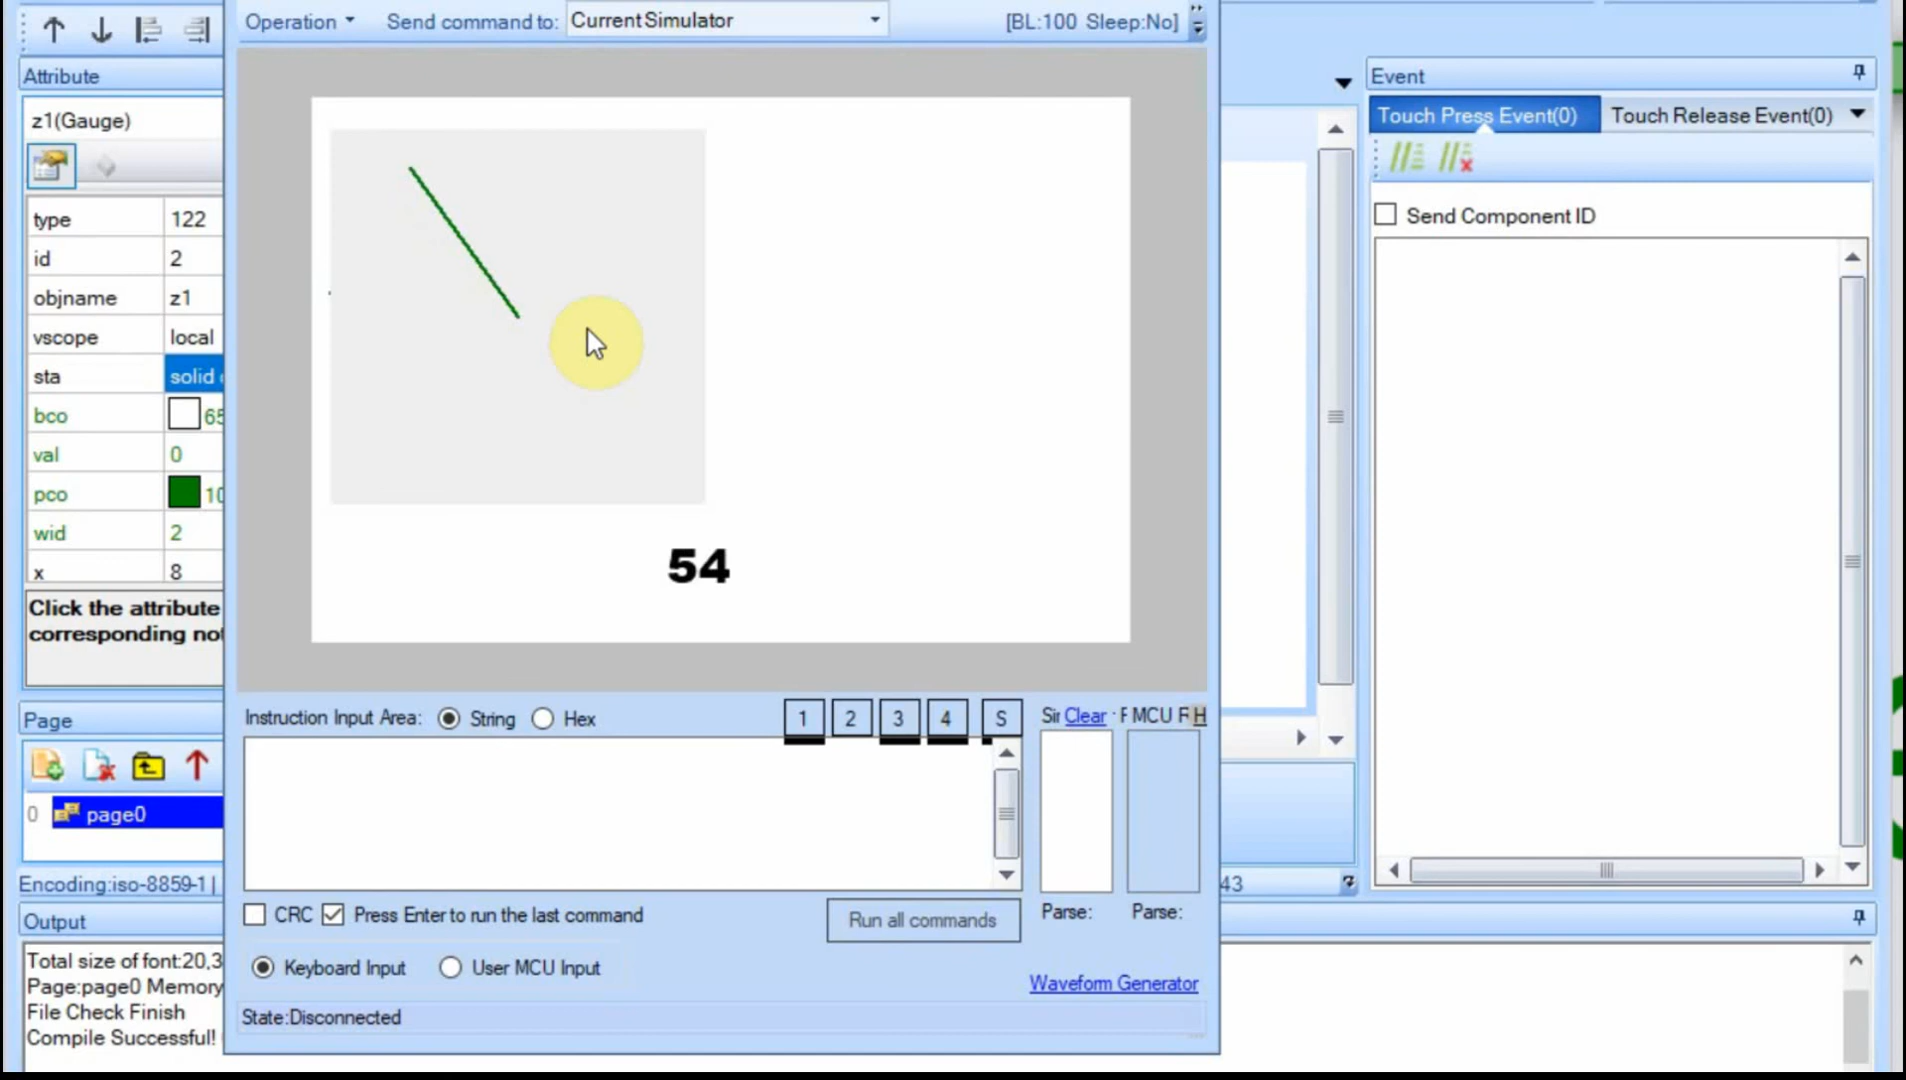 Operation
Send command to:
Current Simulator
[BL:100 Sleep:No]
Attribute
z1(Gauge)
type 122
id 2
objname z1
vscope local
sta solid
bco 65
val 0
pco 10
wid 2
x 8
Click the attribute
corresponding not
Page
0 page0
Encoding:iso-8859-1 |
Output
Total size of font:20,3
Page:page0 Memory
File Check Finish
Compile Successful!
54
Instruction Input Area:
String
Hex
1 2 3 4 S
Sir Clear F MCU R H
CRC
Press Enter to run the last command
Run all commands
Parse:
Parse:
Keyboard Input
User MCU Input
Waveform Generator
State:Disconnected
43
Event
Touch Press Event(0)
Touch Release Event(0)
Send Component ID